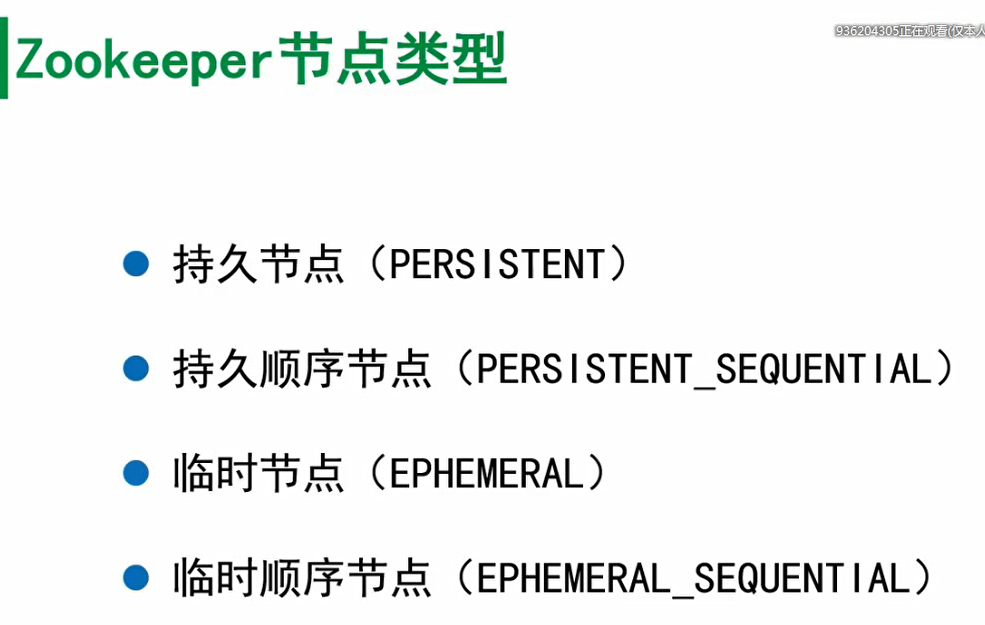 936204305正在观看(仅本人
Zookeeper节点类型
持久节点（PERSISTENT）
持久顺序节点（PERSISTENT_SEQUENTIAL）
临时节点（EPHEMERAL）
临时顺序节点（EPHEMERAL_SEQUENTIAL）